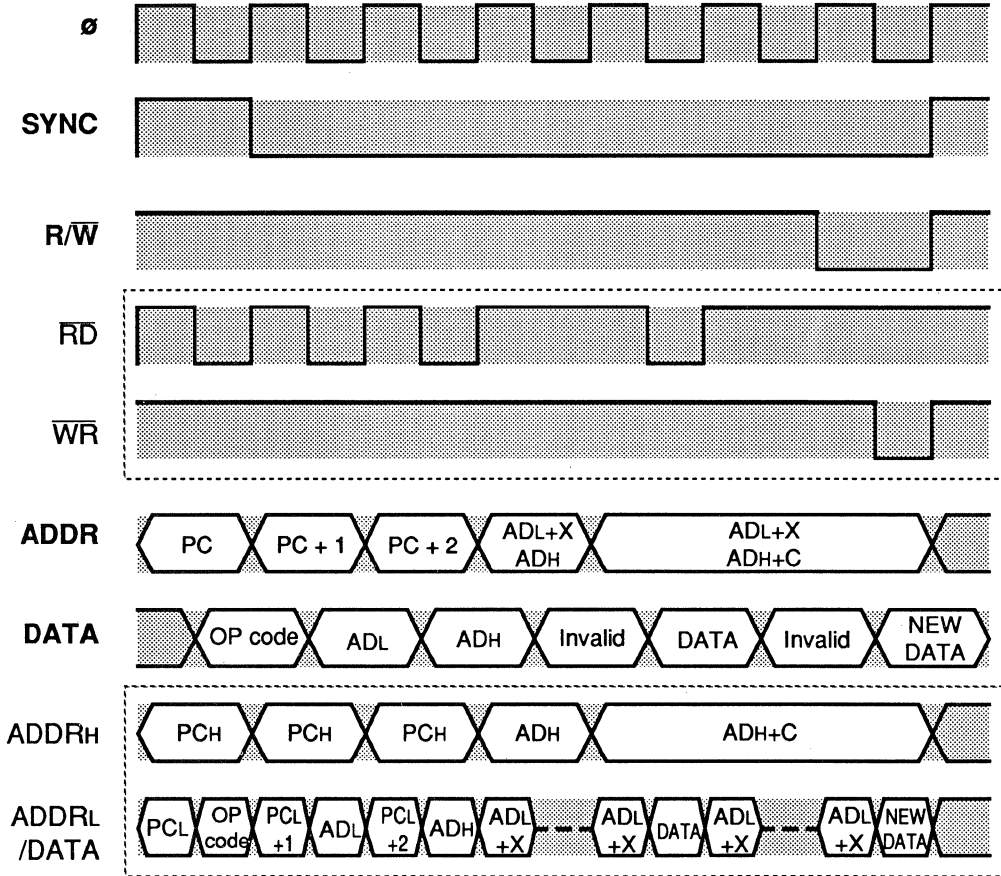 ø
SYNC
R/W̅
R̅D̅
W̅R̅
ADDR
PC
PC + 1
PC + 2
ADL+X
ADH
ADL+X
ADH+C
DATA
OP code
ADL
ADH
Invalid
DATA
Invalid
NEW
DATA
ADDRH
PCH
PCH
PCH
ADH
ADH+C
ADDRL
/DATA
PCL
OP
code
PCL
+1
ADL
PCL
+2
ADH
ADL
+X
ADL
+X
DATA
ADL
+X
ADL
+X
NEW
DATA